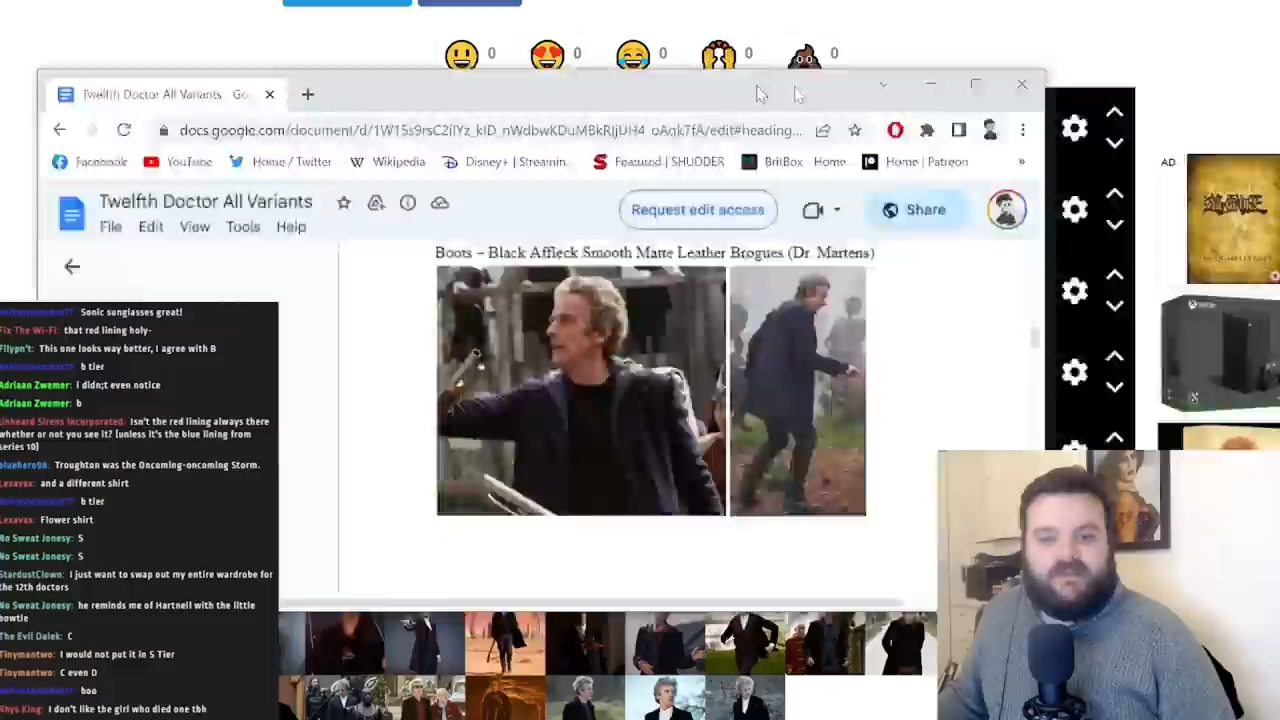 0 0 0 0 0
Twelfth Doctor All Variants - Go
docs.google.com/document/d/
Facebook YouTube Home / Twitter Wikipedia Disney+ | Streamin... Featured | SHUDDER BritBox Home Home | Patreon »
AD
Twelfth Doctor All Variants
Request edit access
Share
File Edit View Tools Help
Boots – Black Affleck Smooth Matte Leather Brogues (Dr. Martens)
Sonic sunglasses great!
Fix The Wi-Fi: that red lining holy-
Fllypn't: This one looks way better, I agree with B
b tier
Adriaan Zwemer: i didn;t even notice
Adriaan Zwemer: b
Unheard Sirens Incorporated: Isn't the red lining always there
whether or not you see it? (unless it's the blue lining from
series 10)
bluehero96: Troughton was the Oncoming-oncoming Storm.
Lexavax: and a different shirt
b tier
Lexavax: Flower shirt
No Sweat Jonesy: S
No Sweat Jonesy: S
StardustClown: I just want to swap out my entire wardrobe for
the 12th doctors
No Sweat Jonesy: he reminds me of Hartnell with the little
bowtie
The Evil Dalek: C
Tinymantwo: I would not put it in S Tier
Tinymantwo: C even D
boo
Rhys King: I don't like the girl who died one tbh